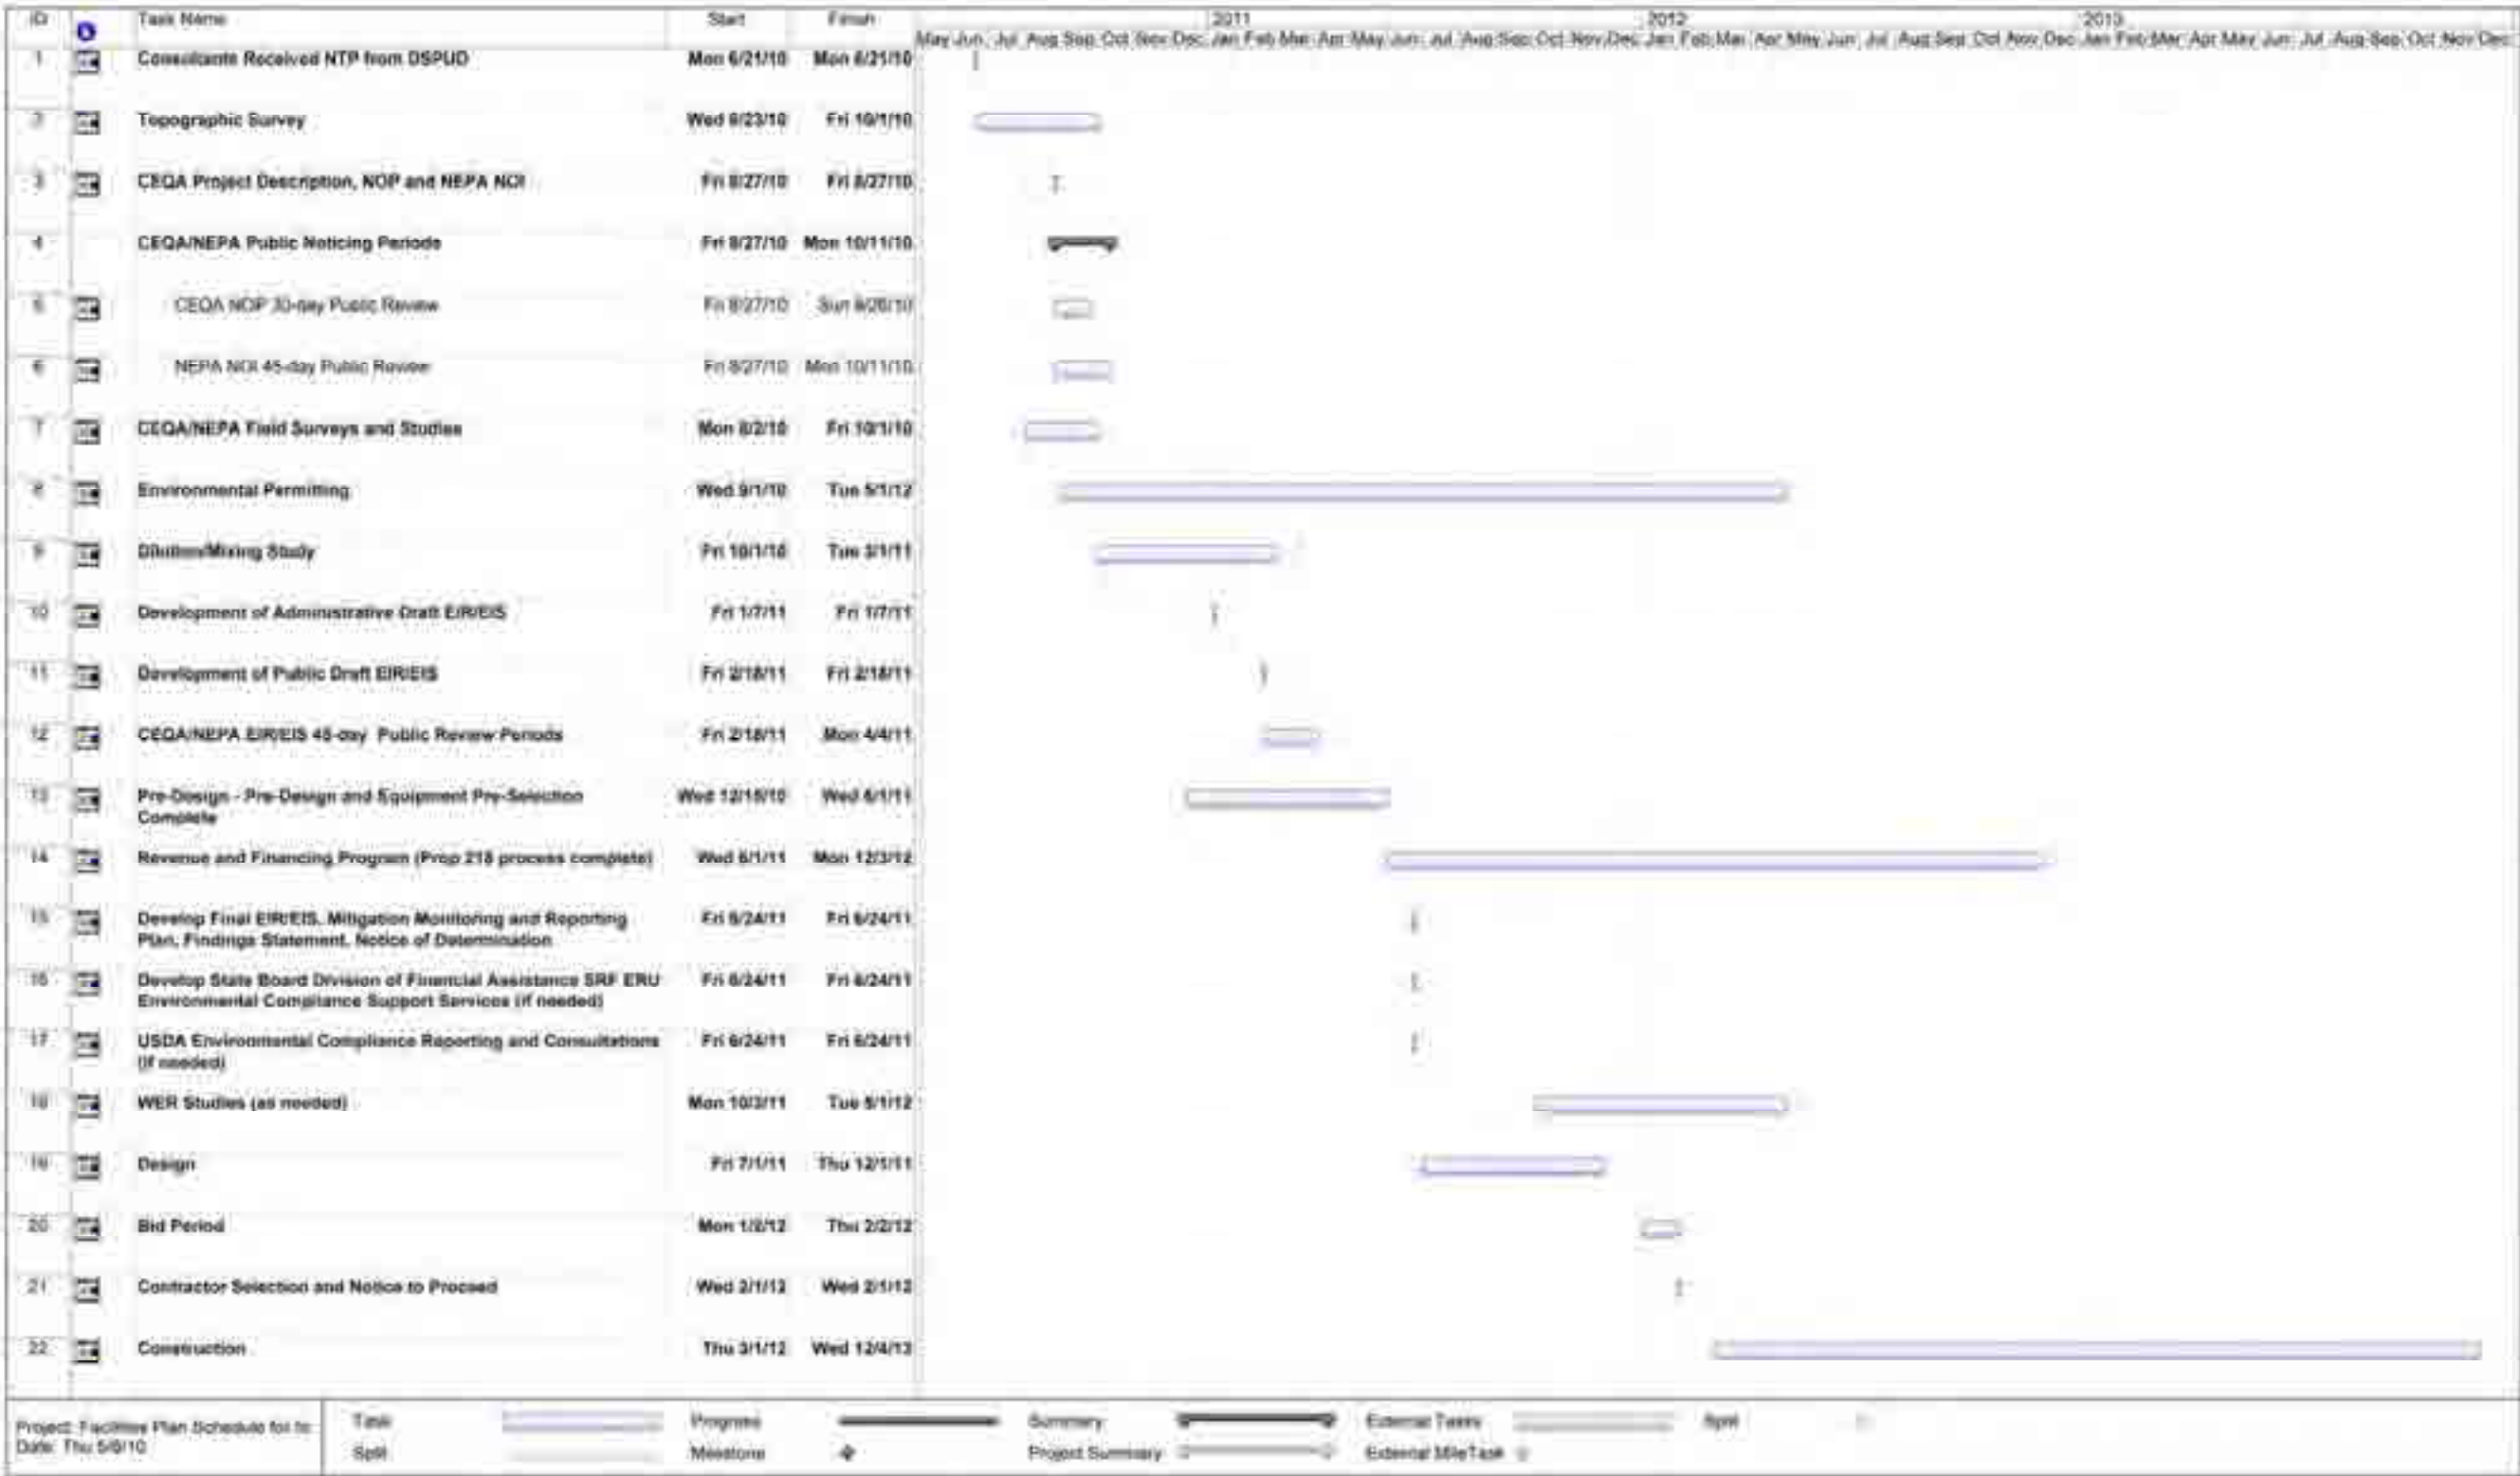 ID Task Name Start Finish 2011 2012 2013
May Jun Jul Aug Sep Oct Nov Dec Jan Feb Mar Apr May Jun Jul Aug Sep Oct Nov Dec Jan Feb Mar Apr May Jun Jul Aug Sep Oct Nov Dec Jan Feb Mar Apr May Jun Jul Aug Sep Oct Nov Dec
1 Consultants Received NTP from DSPUD Mon 6/21/10 Mon 6/21/10
2 Topographic Survey Wed 6/23/10 Fri 10/1/10
3 CEQA Project Description, NOP and NEPA NOI Fri 8/27/10 Fri 8/27/10
4 CEQA/NEPA Public Noticing Periods Fri 8/27/10 Mon 10/11/10
5 CEQA NOP 30-day Public Review Fri 8/27/10 Sun 9/26/10
6 NEPA NOI 45-day Public Review Fri 8/27/10 Mon 10/11/10
7 CEQA/NEPA Field Surveys and Studies Mon 8/2/10 Fri 10/1/10
8 Environmental Permitting Wed 9/1/10 Tue 5/1/12
9 Dilution/Mixing Study Fri 10/1/10 Tue 3/1/11
10 Development of Administrative Draft EIR/EIS Fri 1/7/11 Fri 1/7/11
11 Development of Public Draft EIR/EIS Fri 2/18/11 Fri 2/18/11
12 CEQA/NEPA EIR/EIS 45-day Public Review Periods Fri 2/18/11 Mon 4/4/11
13 Pre-Design - Pre-Design and Equipment Pre-Selection Wed 12/15/10 Wed 6/1/11
Complete
14 Revenue and Financing Program (Prop 218 process complete) Wed 6/1/11 Mon 12/3/12
15 Develop Final EIR/EIS, Mitigation Monitoring and Reporting Fri 6/24/11 Fri 6/24/11
Plan, Findings Statement, Notice of Determination
16 Develop State Board Division of Financial Assistance SRF ERU Fri 6/24/11 Fri 6/24/11
Environmental Compliance Support Services (if needed)
17 USDA Environmental Compliance Reporting and Consultations Fri 6/24/11 Fri 6/24/11
(if needed)
18 WER Studies (as needed) Mon 10/3/11 Tue 5/1/12
19 Design Fri 7/1/11 Thu 12/1/11
20 Bid Period Mon 1/2/12 Thu 2/2/12
21 Contractor Selection and Notice to Proceed Wed 2/1/12 Wed 2/1/12
22 Construction Thu 3/1/12 Wed 12/4/13
Project: Facilities Plan Schedule for
Date: Thu 5/6/10
Task Progress Summary External Tasks Split
Split Milestone Project Summary External MileTask